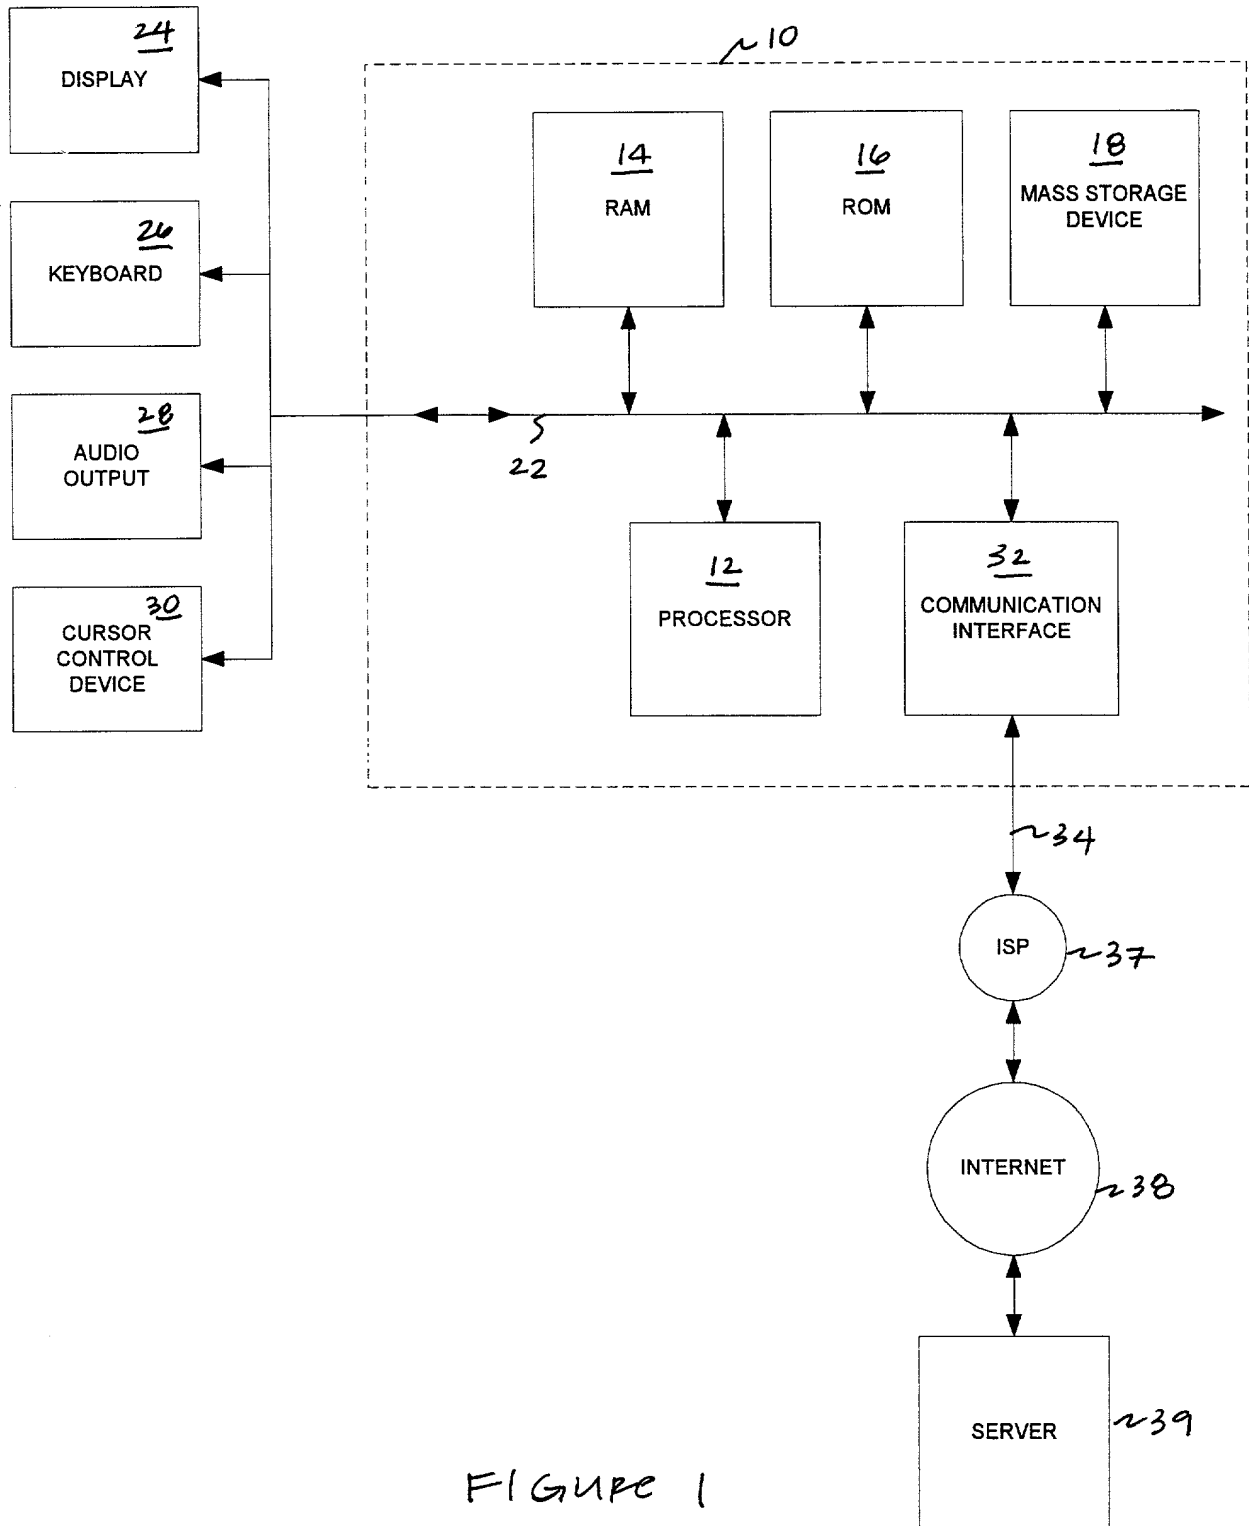 24
DISPLAY
10
14
RAM
16
ROM
18
MASS STORAGE
DEVICE
26
KEYBOARD
28
AUDIO
OUTPUT
22
30
CURSOR
CONTROL
DEVICE
12
PROCESSOR
32
COMMUNICATION
INTERFACE
34
ISP
37
INTERNET
38
SERVER
39
FIGURE 1